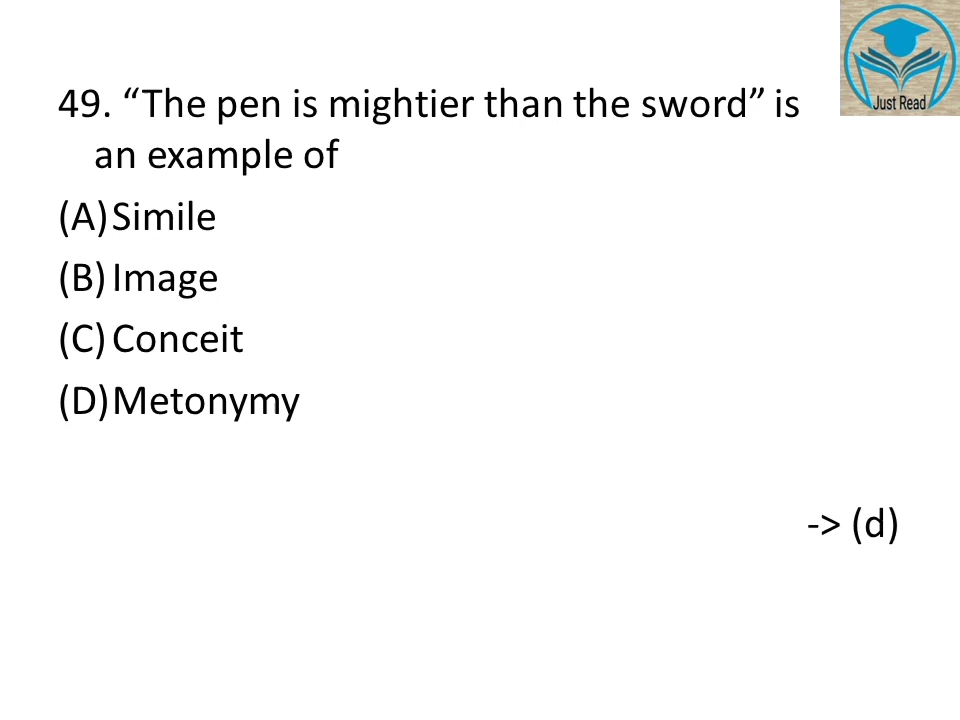 Just Read
49. “The pen is mightier than the sword” is
an example of
(A) Simile
(B) Image
(C) Conceit
(D) Metonymy
-> (d)